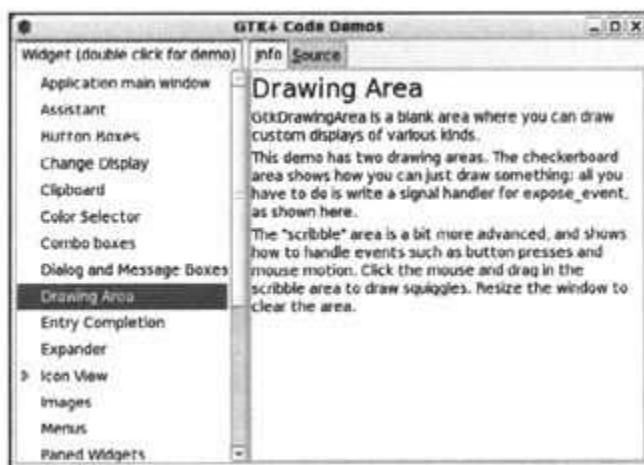 GTK+ Code Demos
Widget (double click for demo)
Info
Source
Application main window
Assistant
Button Boxes
Change Display
Clipboard
Color Selector
Combo boxes
Dialog and Message Boxes
Drawing Area
Entry Completion
Expander
Icon View
Images
Menus
Paned Widgets
Drawing Area
GtkDrawingArea is a blank area where you can draw
custom displays of various kinds.
This demo has two drawing areas. The checkerboard
area shows how you can just draw something; all you
have to do is write a signal handler for expose_event,
as shown here.
The "scribble" area is a bit more advanced, and shows
how to handle events such as button presses and
mouse motion. Click the mouse and drag in the
scribble area to draw squiggles. Resize the window to
clear the area.